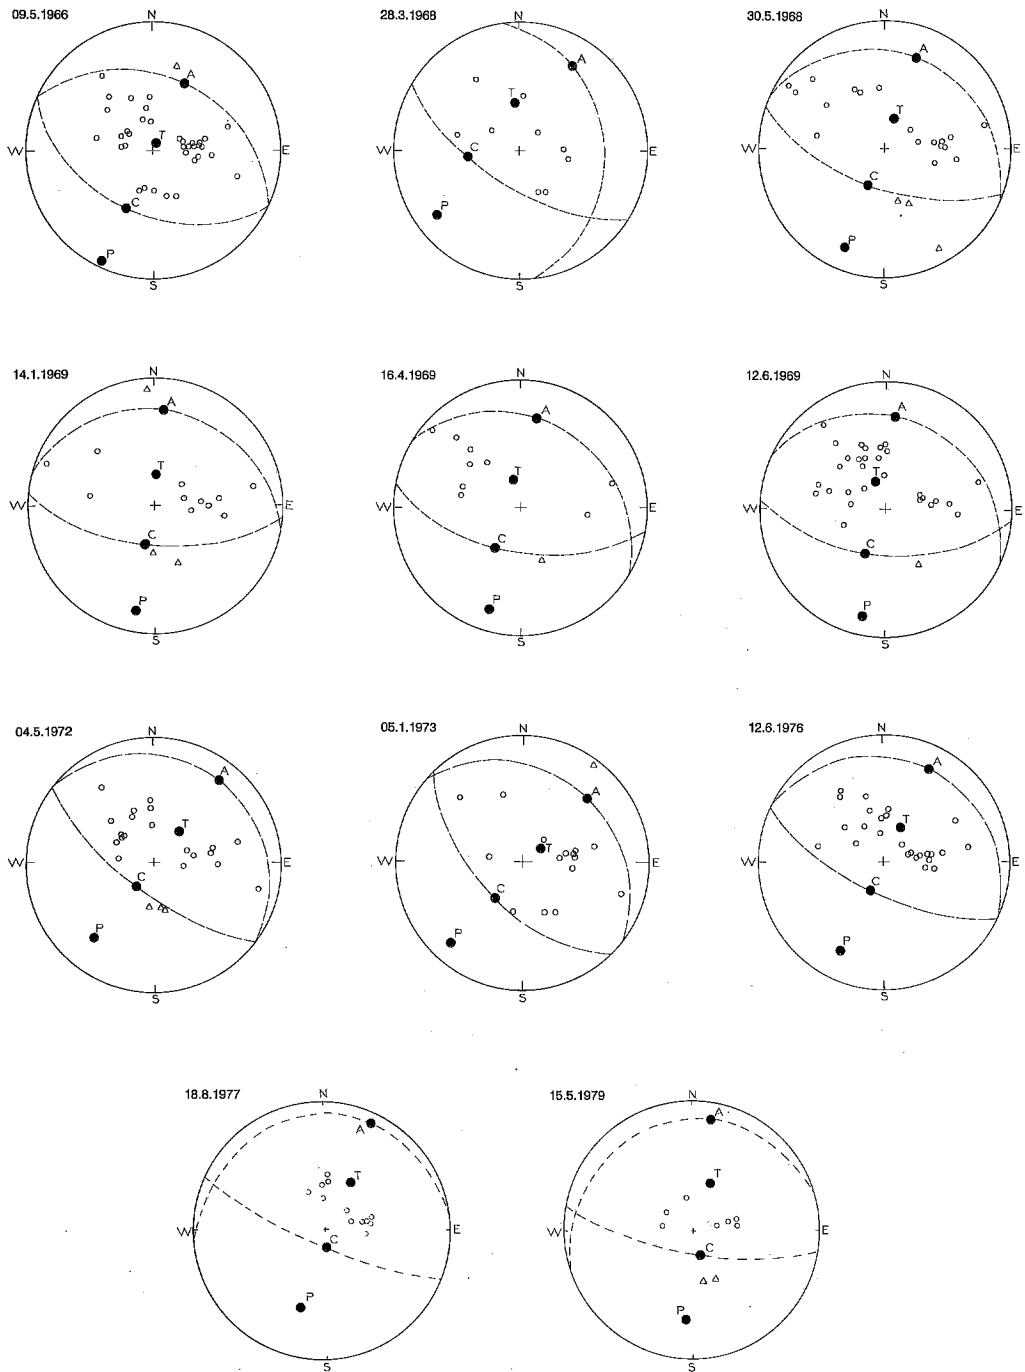 09.5.1966
N
A
T
W
E
C
P
S
28.3.1968
N
A
T
W
E
C
P
S
30.5.1968
N
A
T
W
E
C
P
S
14.1.1969
N
A
T
W
E
C
P
S
16.4.1969
N
A
T
W
E
C
P
S
12.6.1969
N
A
T
W
E
C
P
S
04.5.1972
N
A
T
W
E
C
P
S
05.1.1973
N
A
T
W
E
C
P
S
12.6.1976
N
A
T
W
E
C
P
S
18.8.1977
N
A
T
W
E
C
P
S
15.5.1979
N
A
T
W
E
C
P
S